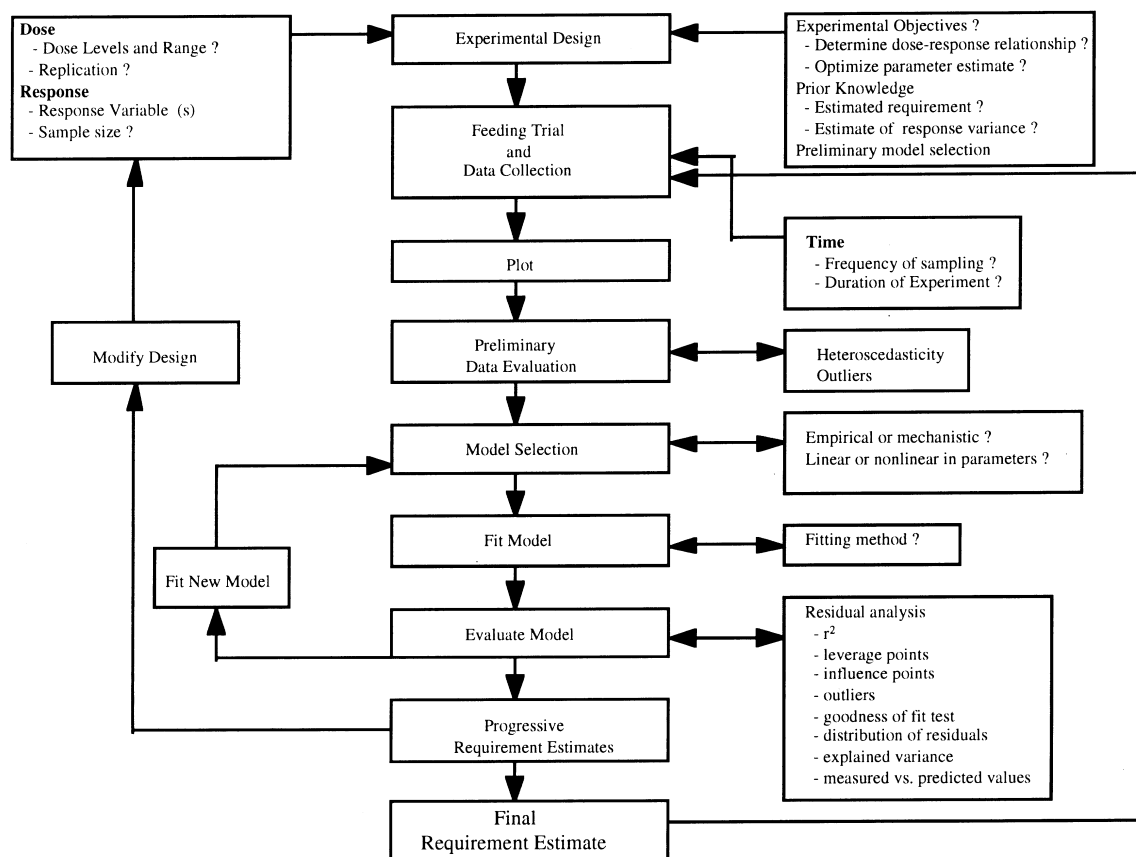 Dose
- Dose Levels and Range ?
- Replication ?
Response
- Response Variable (s)
- Sample size ?
Experimental Design
Experimental Objectives ?
- Determine dose-response relationship ?
- Optimize parameter estimate ?
Prior Knowledge
- Estimated requirement ?
- Estimate of response variance ?
Preliminary model selection
Feeding Trial
and
Data Collection
Time
- Frequency of sampling ?
- Duration of Experiment ?
Plot
Modify Design
Preliminary
Data Evaluation
Heteroscedasticity
Outliers
Model Selection
Empirical or mechanistic ?
Linear or nonlinear in parameters ?
Fit Model
Fitting method ?
Fit New Model
Evaluate Model
Residual analysis
- r²
- leverage points
- influence points
- outliers
- goodness of fit test
- distribution of residuals
- explained variance
- measured vs. predicted values
Progressive
Requirement Estimates
Final
Requirement Estimate